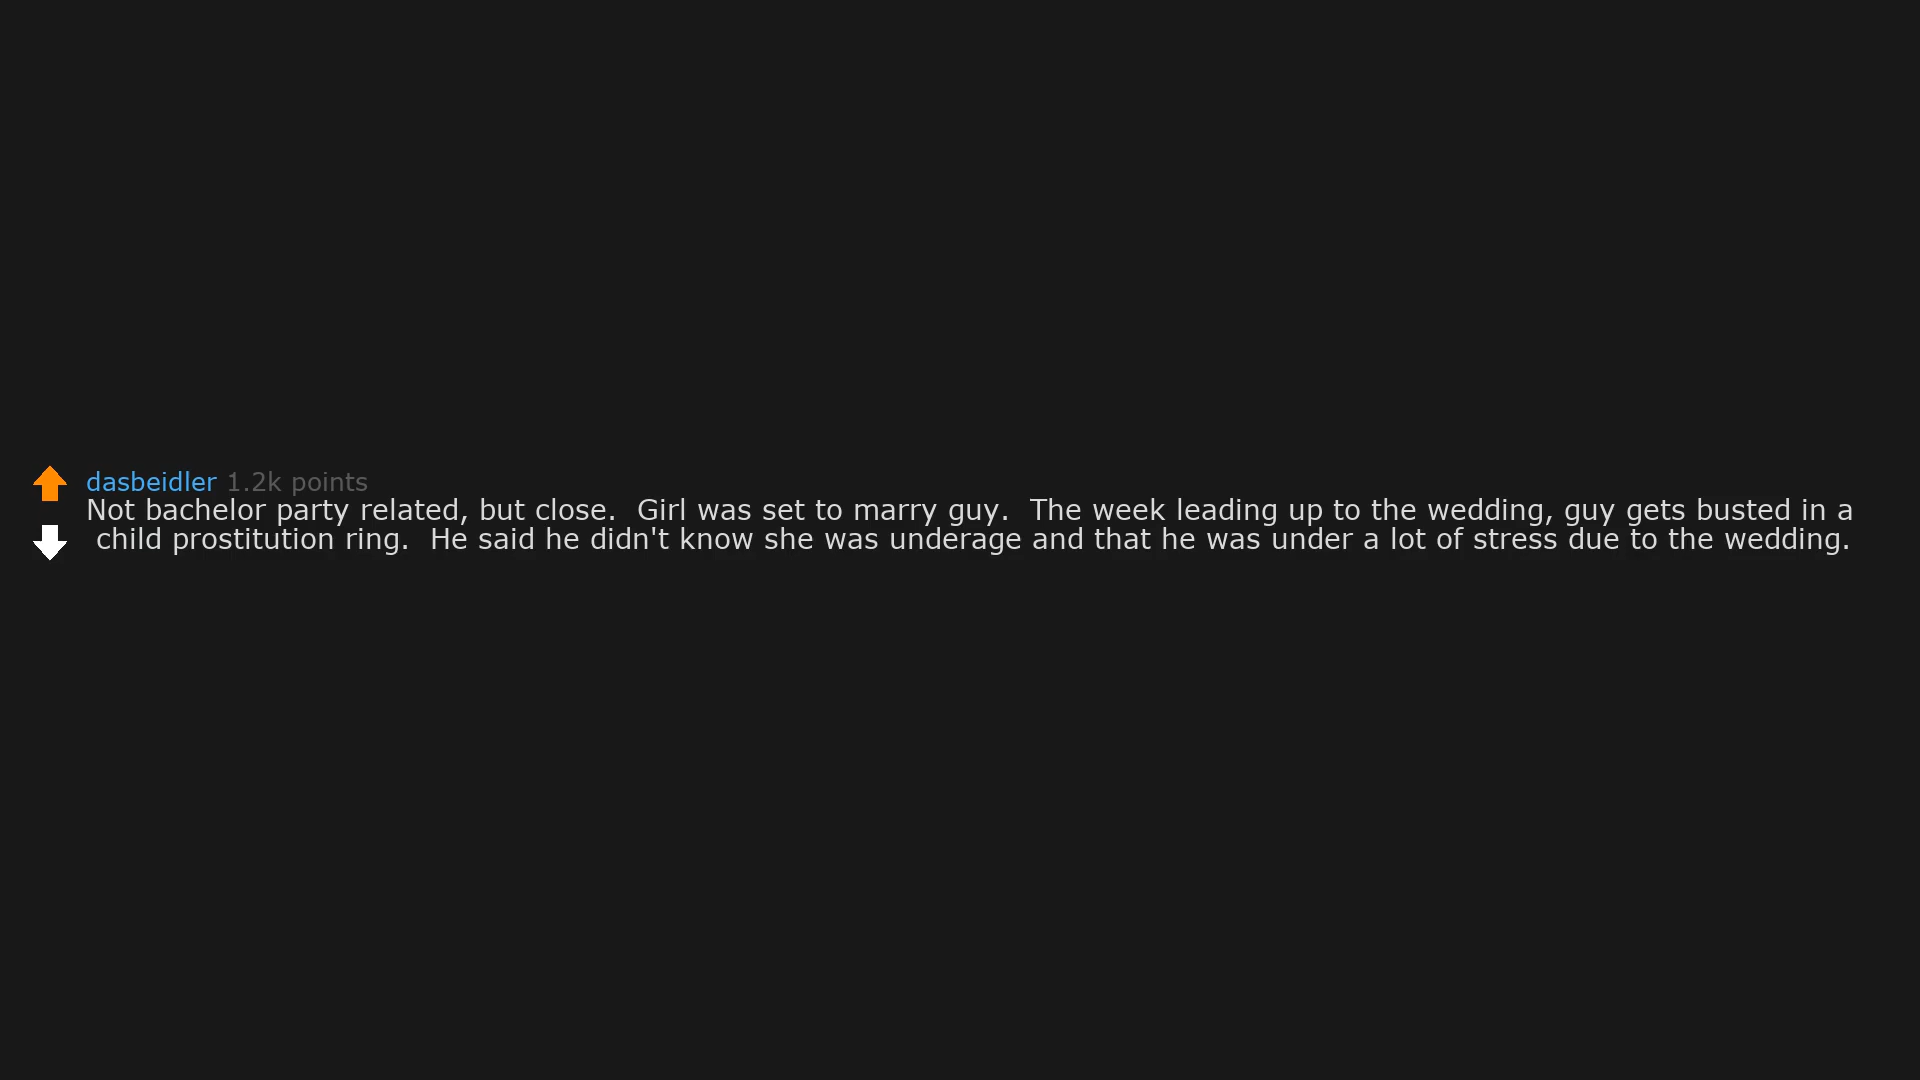 dasbeidler 1.2k points
Not bachelor party related, but close.  Girl was set to marry guy.  The week leading up to the wedding, guy gets busted in a
child prostitution ring.  He said he didn't know she was underage and that he was under a lot of stress due to the wedding.